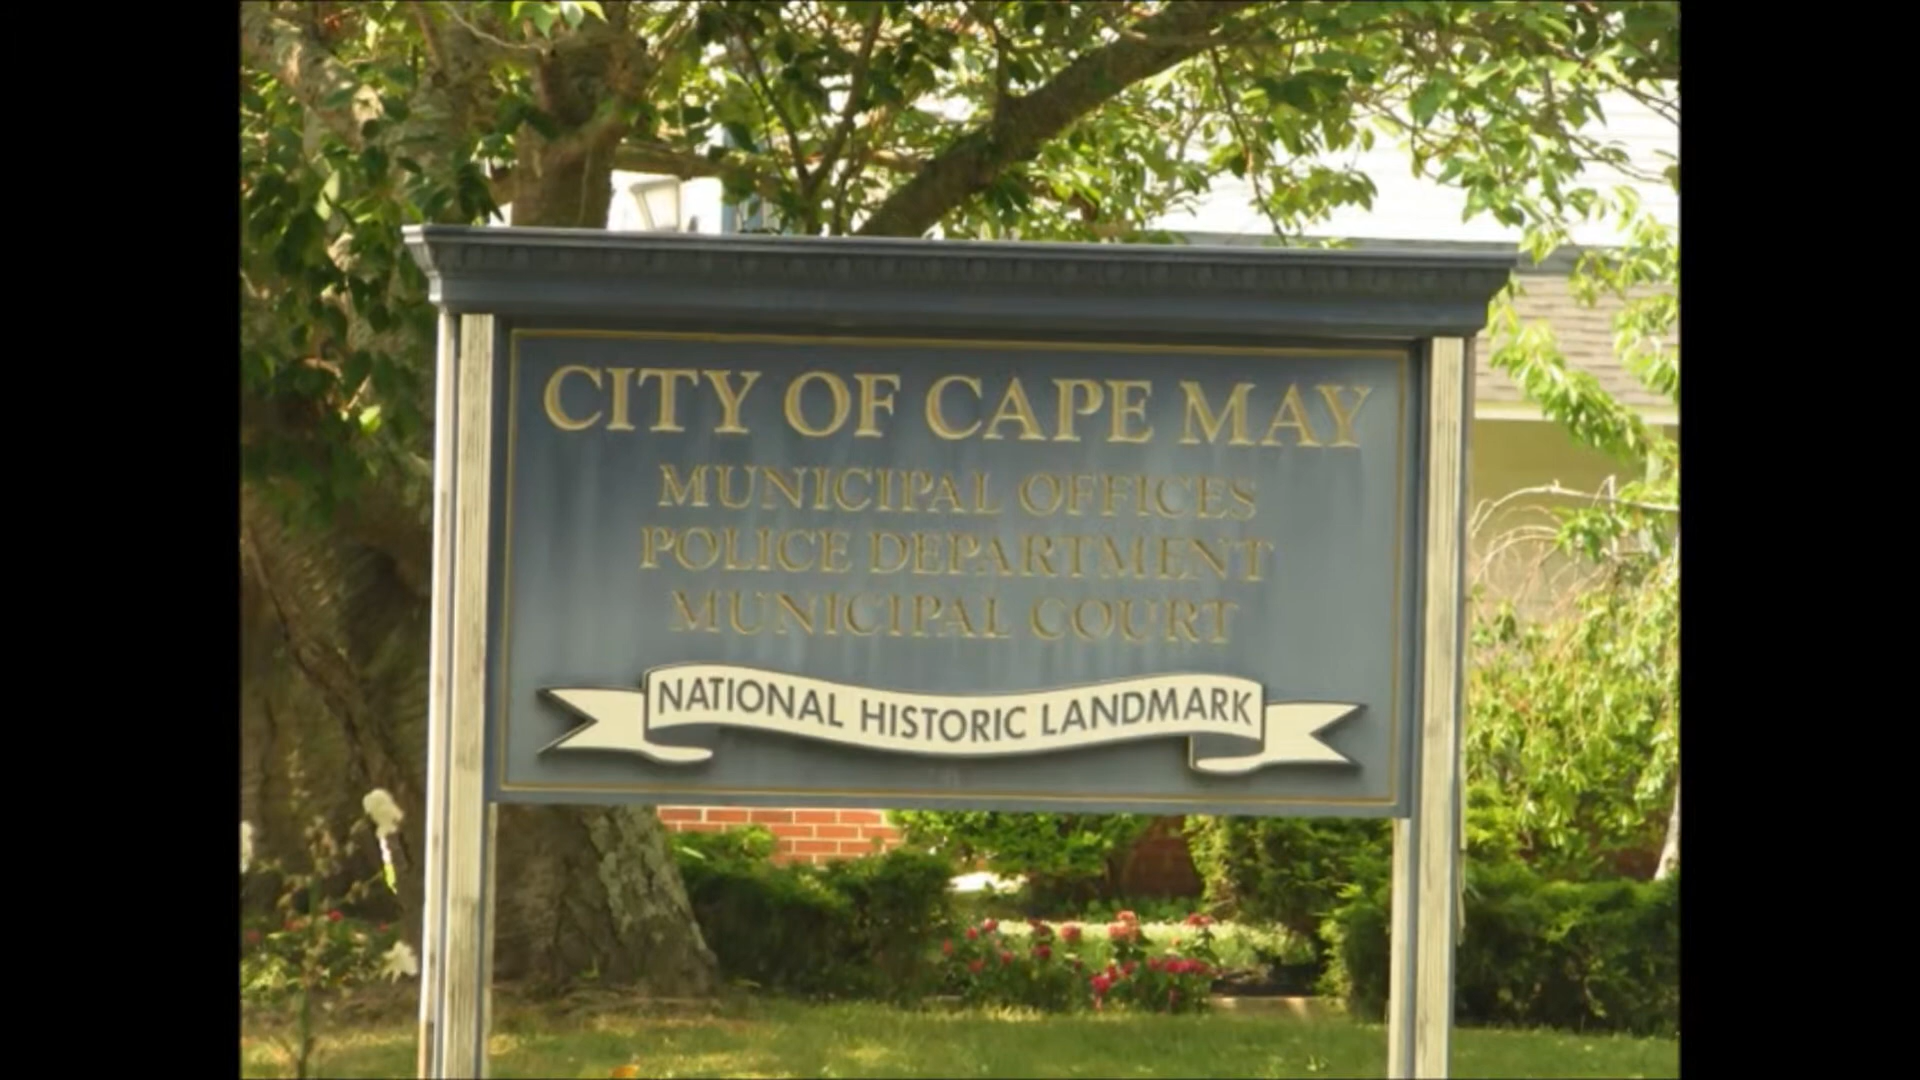 CITY OF CAPE MAY
MUNICIPAL OFFICES
POLICE DEPARTMENT
MUNICIPAL COURT
NATIONAL HISTORIC LANDMARK